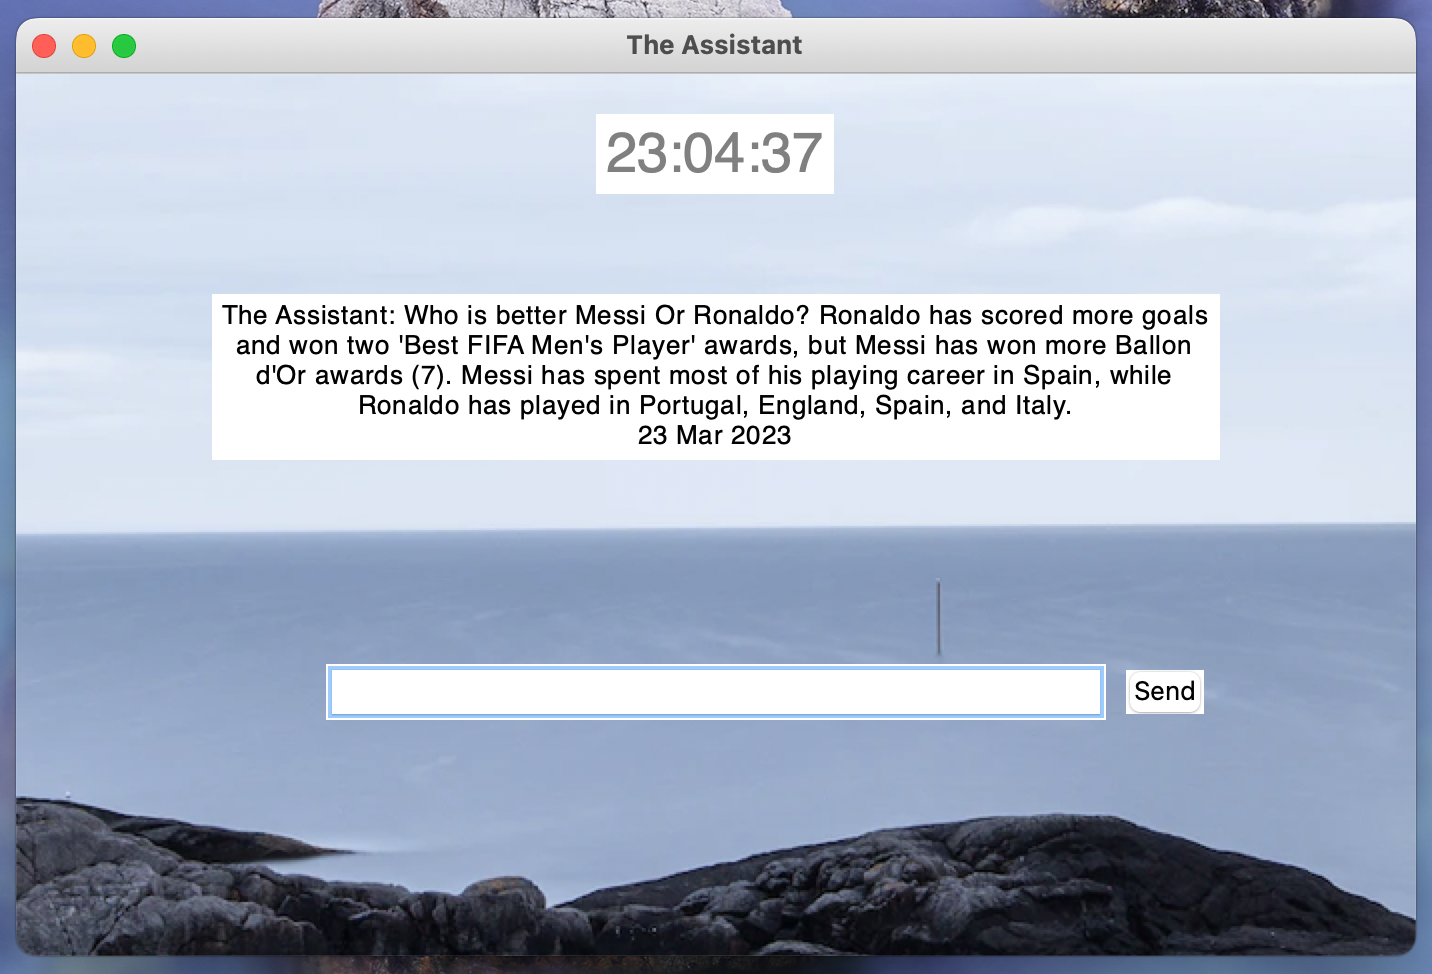 The Assistant
23:04:37
The Assistant: Who is better Messi Or Ronaldo? Ronaldo has scored more goals
and won two 'Best FIFA Men's Player' awards, but Messi has won more Ballon
d'Or awards (7). Messi has spent most of his playing career in Spain, while
Ronaldo has played in Portugal, England, Spain, and Italy.
23 Mar 2023
Send